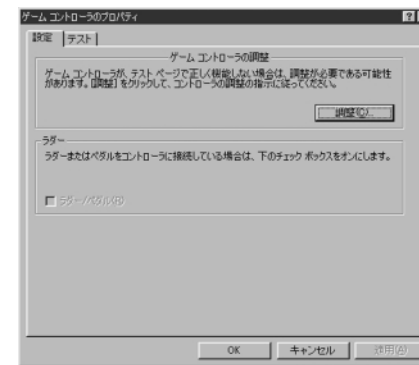 ゲーム コントローラのプロパティ
設定
テスト
ゲーム コントローラの調整
ゲーム コントローラが、テスト ページで正しく機能しない場合は、調整が必要である可能性
があります。[調整] をクリックして、コントローラの調整の指示に従ってください。
調整(C)...
ラダー
ラダーまたはペダルをコントローラに接続している場合は、下のチェック ボックスをオンにします。
ラダー/ペダル(R)
OK
キャンセル
適用(A)